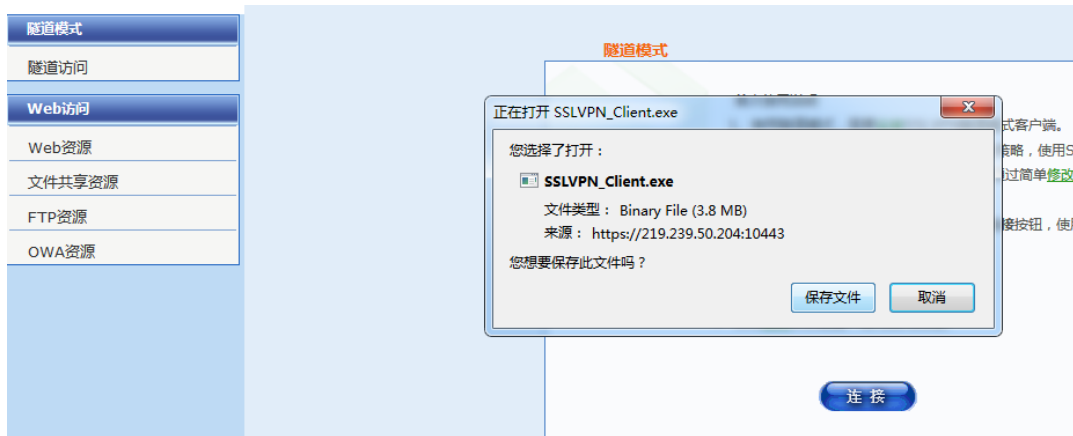 隧道模式
隧道访问
Web访问
Web资源
文件共享资源
FTP资源
OWA资源
隧道模式
正在打开 SSLVPN_Client.exe
您选择了打开：
SSLVPN_Client.exe
文件类型： Binary File (3.8 MB)
来源： https://219.239.50.204:10443
您想要保存此文件吗？
保存文件
取消
式客户端。
策略，使用S
过简单修改
接按钮，使用
连 接